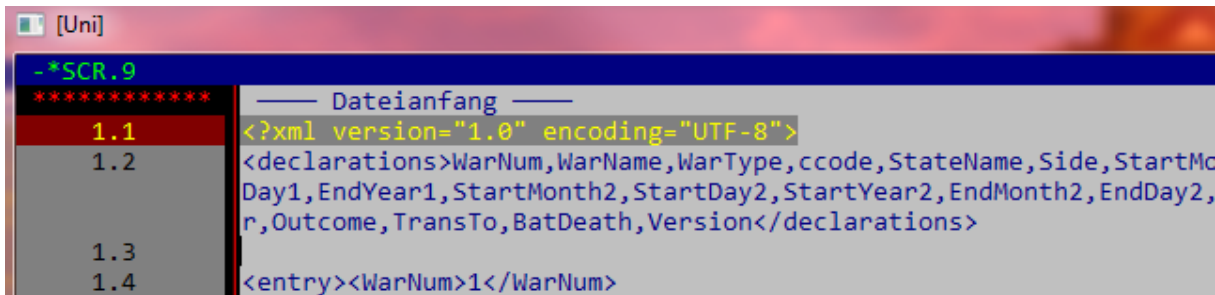 [Uni]
-*SCR.9
************ —— Dateianfang ——
1.1 <?xml version="1.0" encoding="UTF-8">
1.2 <declarations>WarNum,WarName,WarType,ccode,StateName,Side,StartMo
Day1,EndYear1,StartMonth2,StartDay2,StartYear2,EndMonth2,EndDay2,
r,Outcome,TransTo,BatDeath,Version</declarations>
1.3
1.4 <entry><WarNum>1</WarNum>